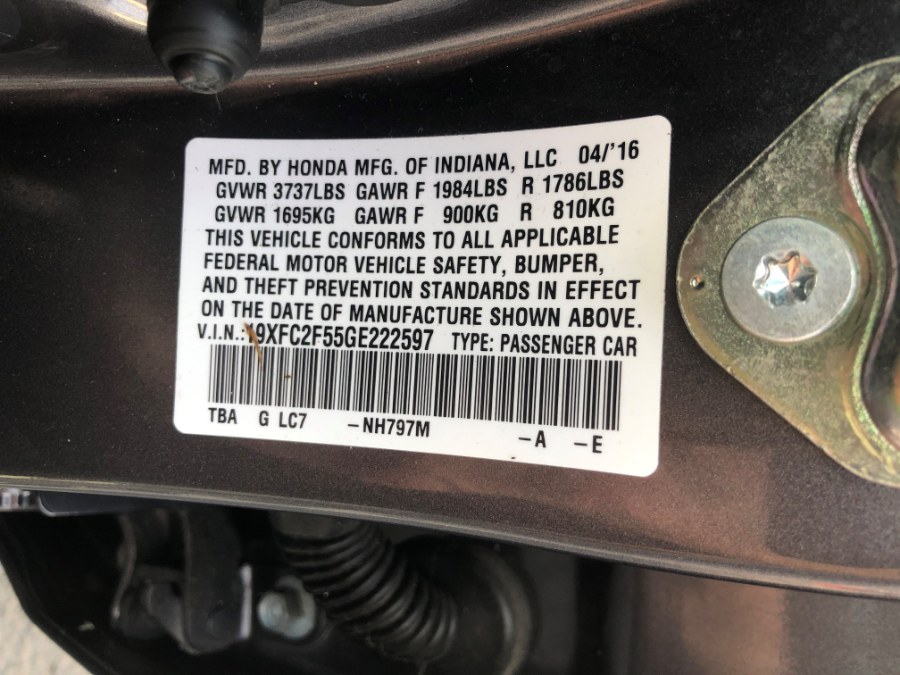 MFD. BY HONDA MFG. OF INDIANA, LLC 04/'16
GVWR 3737LBS GAWR F 1984LBS R 1786LBS
GVWR 1695KG GAWR F 900KG R 810KG
THIS VEHICLE CONFORMS TO ALL APPLICABLE
FEDERAL MOTOR VEHICLE SAFETY, BUMPER,
AND THEFT PREVENTION STANDARDS IN EFFECT
ON THE DATE OF MANUFACTURE SHOWN ABOVE.
V.I.N.:19XFC2F55GE222597 TYPE: PASSENGER CAR
TBA G LC7 -NH797M -A -E